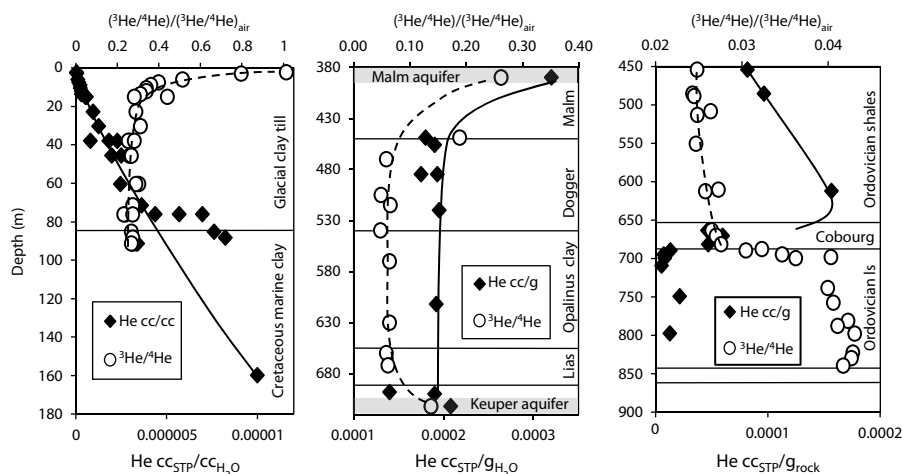 (³He/⁴He)/(³He/⁴He)air
0 0.2 0.4 0.6 0.8 1
0
20
40
60
80
100
120
140
160
180
Depth (m)
Glacial clay till
Cretaceous marine clay
He cc/cc
³He/⁴He
0 0.000005 0.00001
He ccSTP/ccH₂O
(³He/⁴He)/(³He/⁴He)air
0.00 0.10 0.20 0.30 0.40
380
430
480
530
580
630
680
Malm aquifer
Malm
Dogger
Opalinus clay
Lias
Keuper aquifer
He cc/g
³He/⁴He
0.0001 0.0002 0.0003
He ccSTP/gH₂O
(³He/⁴He)/(³He/⁴He)air
0.02 0.03 0.04
450
500
550
600
650
700
750
800
850
900
Ordovician shales
Cobourg
Ordovician ls
He cc/g
³He/⁴He
0 0.0001 0.0002
He ccSTP/grock